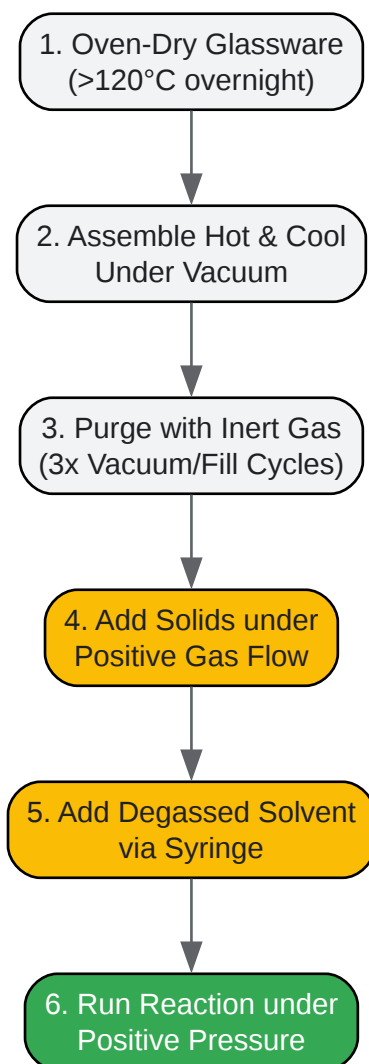 1. Oven-Dry Glassware
(>120°C overnight)
2. Assemble Hot & Cool
Under Vacuum
3. Purge with Inert Gas
(3x Vacuum/Fill Cycles)
4. Add Solids under
Positive Gas Flow
5. Add Degassed Solvent
via Syringe
6. Run Reaction under
Positive Pressure